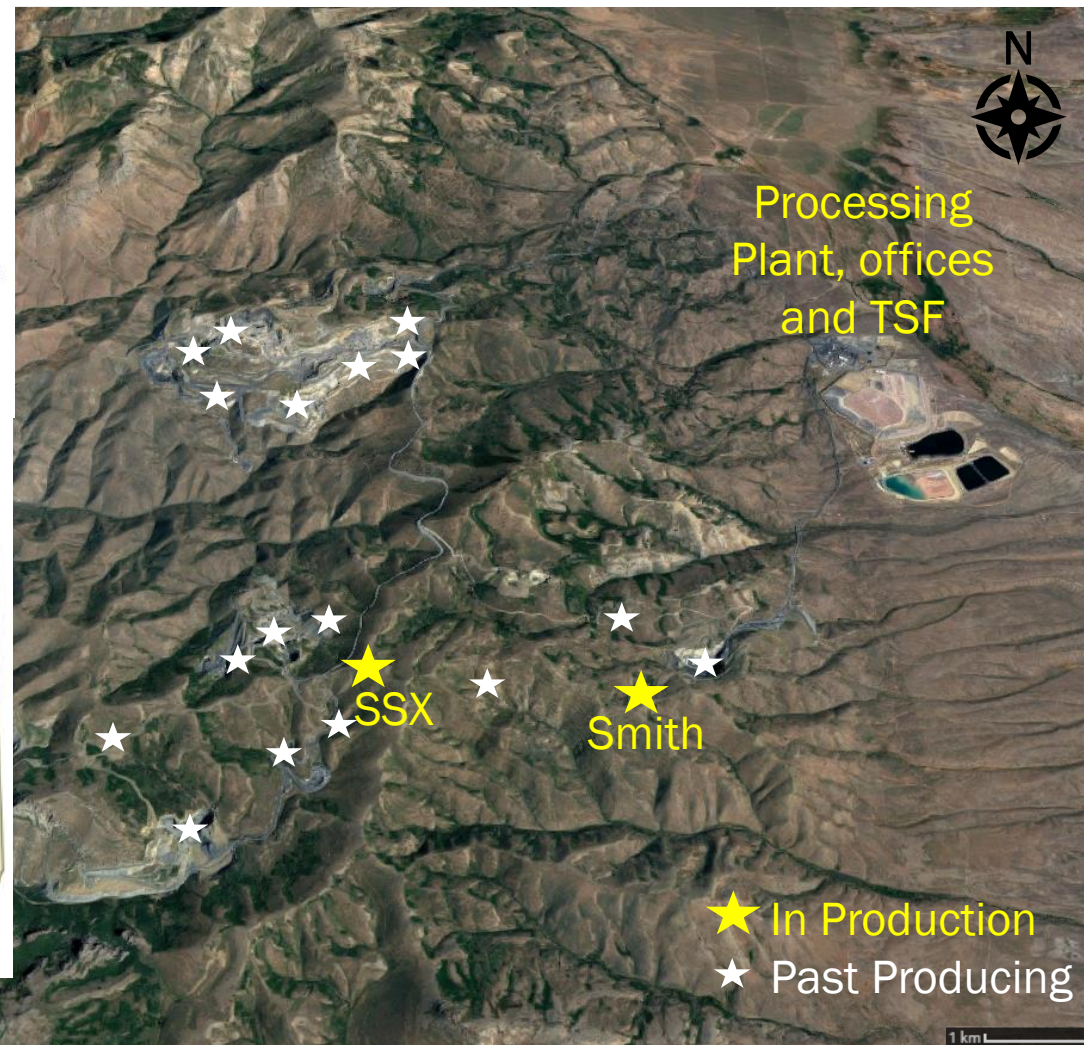 N
Processing
Plant, offices
and TSF
SSX
Smith
In Production
Past Producing
1 km